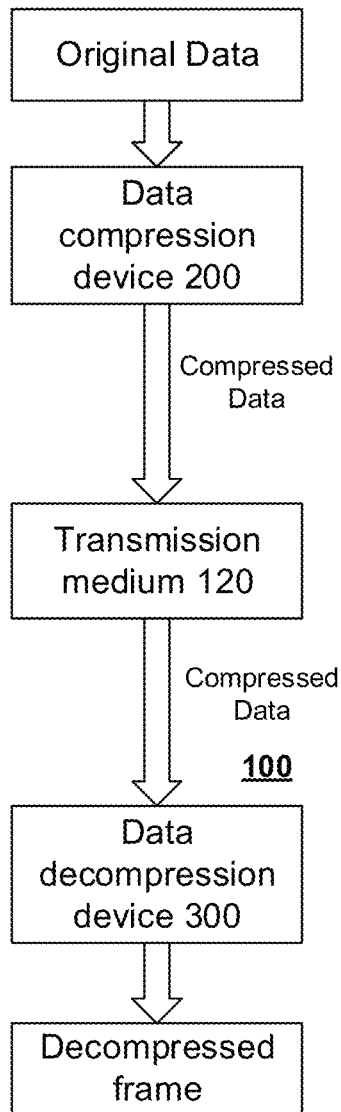 Original Data
Data
compression
device 200
Compressed
Data
Transmission
medium 120
Compressed
Data
100
Data
decompression
device 300
Decompressed
frame